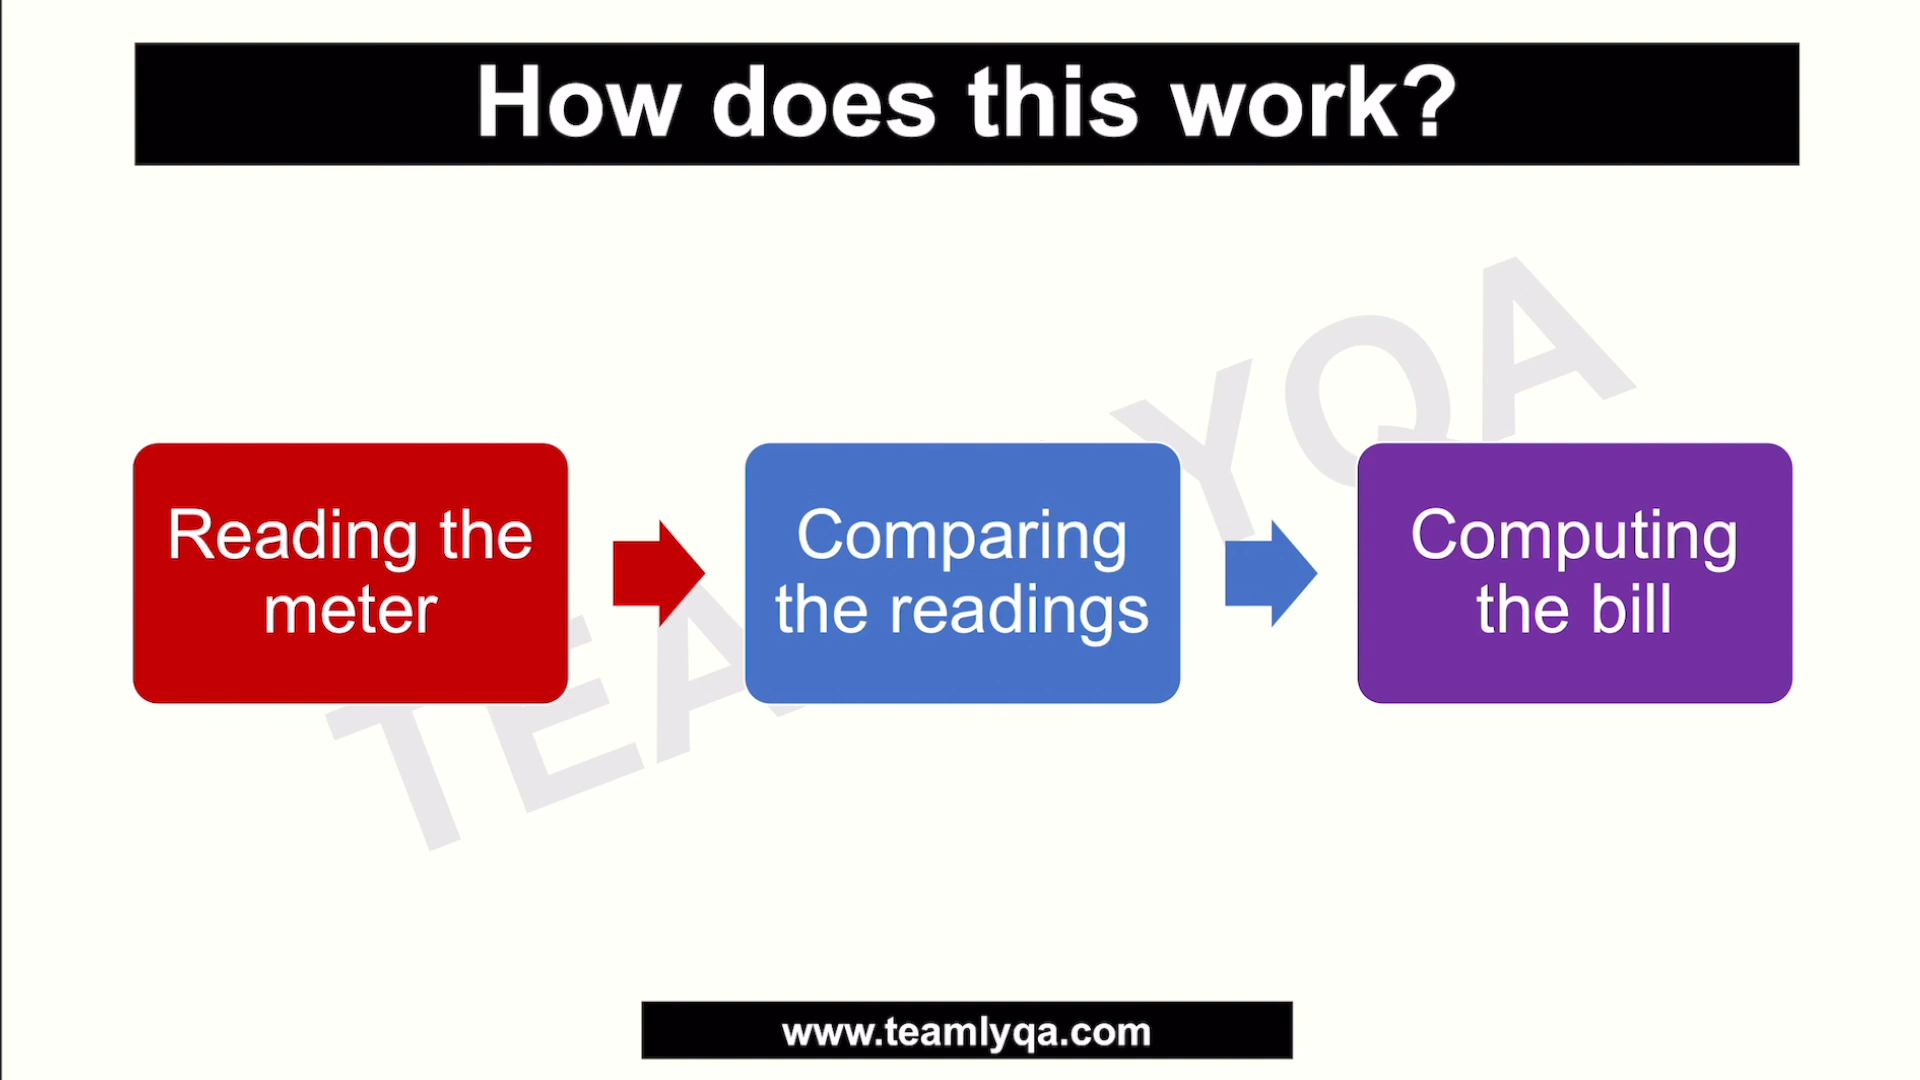 How does this work?
Reading the
meter
Comparing
the readings
Computing
the bill
www.teamlyqa.com